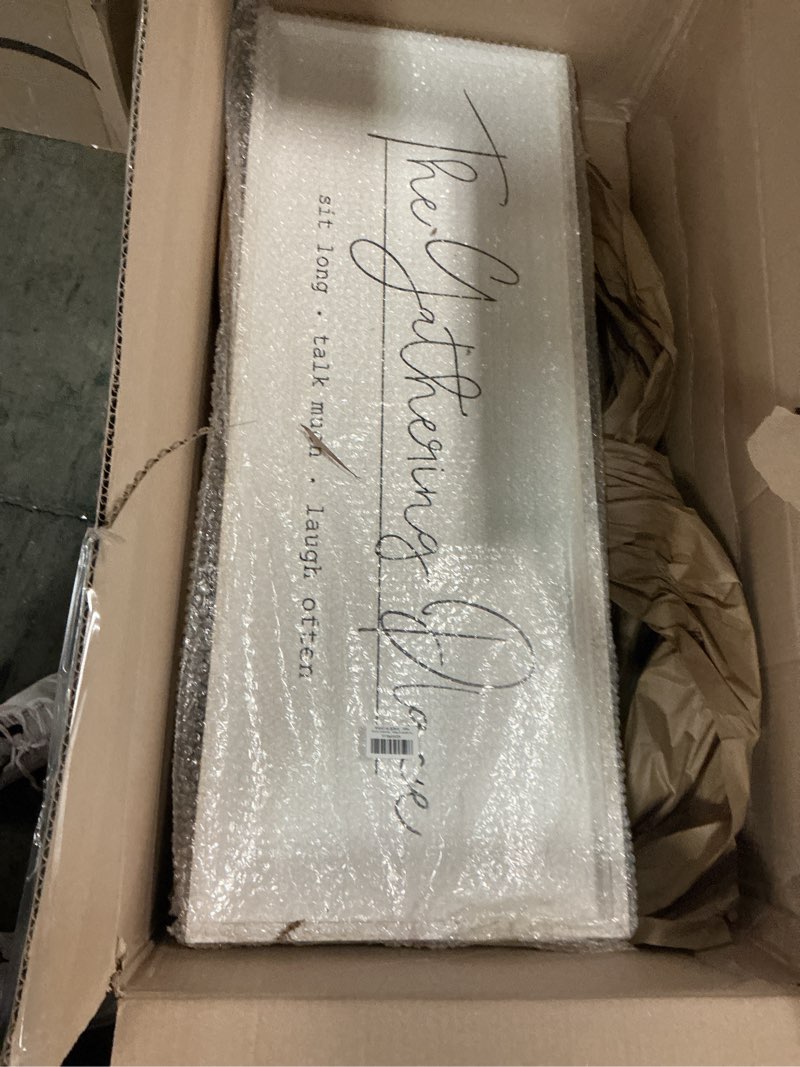 The Gathering Place
sit long · talk much · laugh often